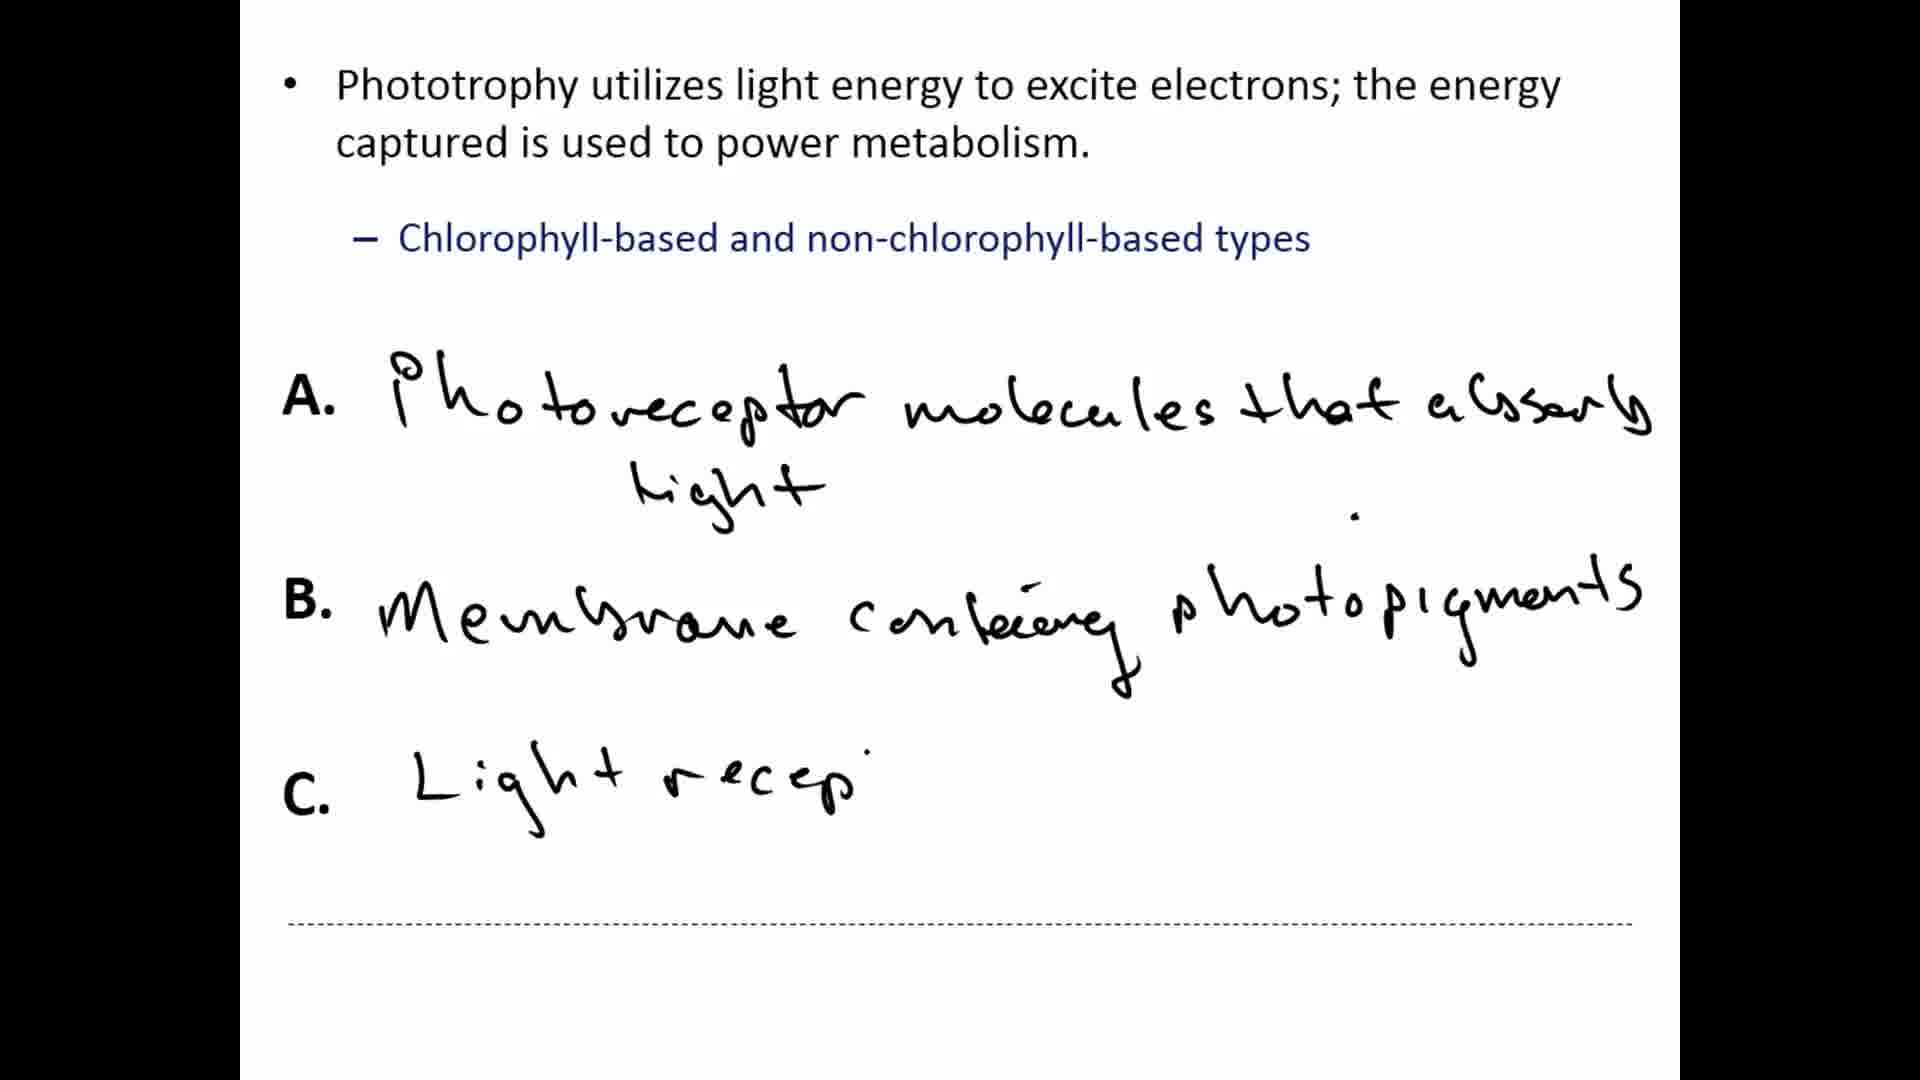 • Phototrophy utilizes light energy to excite electrons; the energy
captured is used to power metabolism.
– Chlorophyll-based and non-chlorophyll-based types
A. Photoreceptor molecules that absorb
light
B. Membrane containing photopigments
C. Light recep